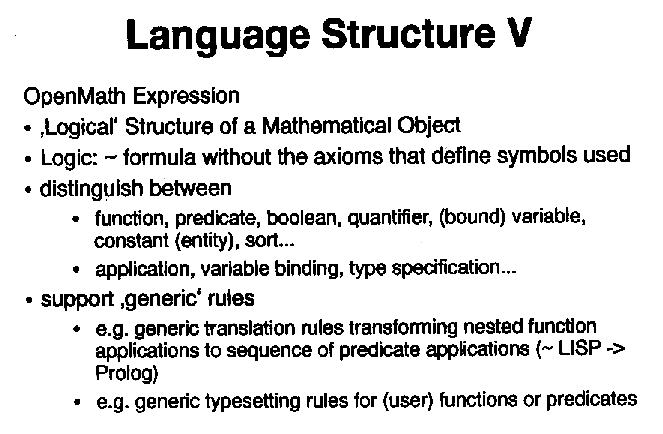 Language Structure V
OpenMath Expression
• ‚Logical‘ Structure of a Mathematical Object
• Logic: ~ formula without the axioms that define symbols used
• distinguish between
• function, predicate, boolean, quantifier, (bound) variable,
constant (entity), sort...
• application, variable binding, type specification...
• support ‚generic‘ rules
• e.g. generic translation rules transforming nested function
applications to sequence of predicate applications (~ LISP ->
Prolog)
• e.g. generic typesetting rules for (user) functions or predicates